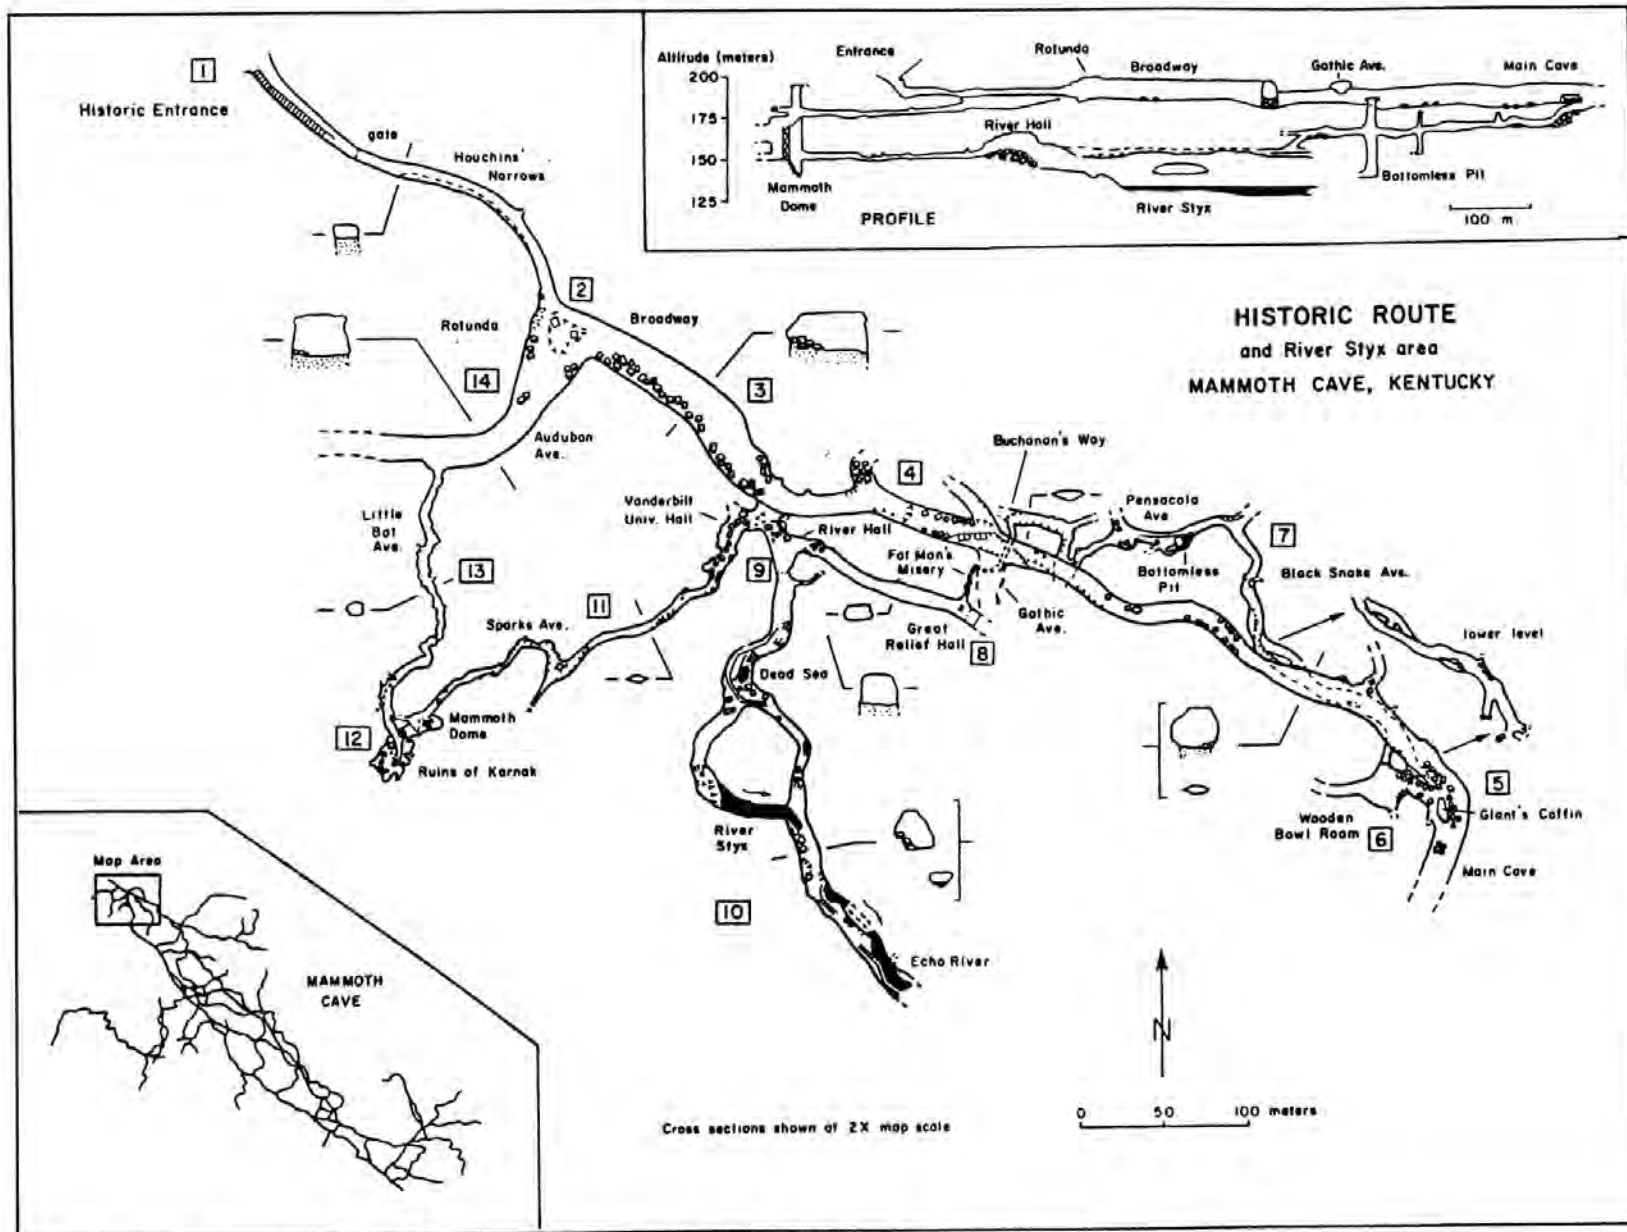 1
Historic Entrance
gate
Houchins'
Narrows
Altitude (meters)
200
175
150
125
Entrance
Rotunda
Broadway
Gothic Ave.
Main Cave
River Hall
Mammoth
Dome
PROFILE
River Styx
Bottomless Pit
100 m
HISTORIC ROUTE
and River Styx area
MAMMOTH CAVE, KENTUCKY
2
Rotunda
Broadway
14
3
Audubon
Ave.
4
Buchanan's Way
Pensacola
Ave
7
Vanderbilt
Univ. Hall
River Hall
Fat Man's
Misery
Bottomless
Pit
Black Snake Ave.
Little
Bat
Ave.
13
9
11
Sparks Ave.
Great
Relief Hall
8
Gothic
Ave.
lower level
Dead Sea
Mammoth
Dome
12
Ruins of Karnak
5
Giant's Coffin
Wooden
Bowl Room
6
Main Cave
River
Styx
10
Echo River
Map Area
MAMMOTH
CAVE
N
0 50 100 meters
Cross sections shown at 2X map scale